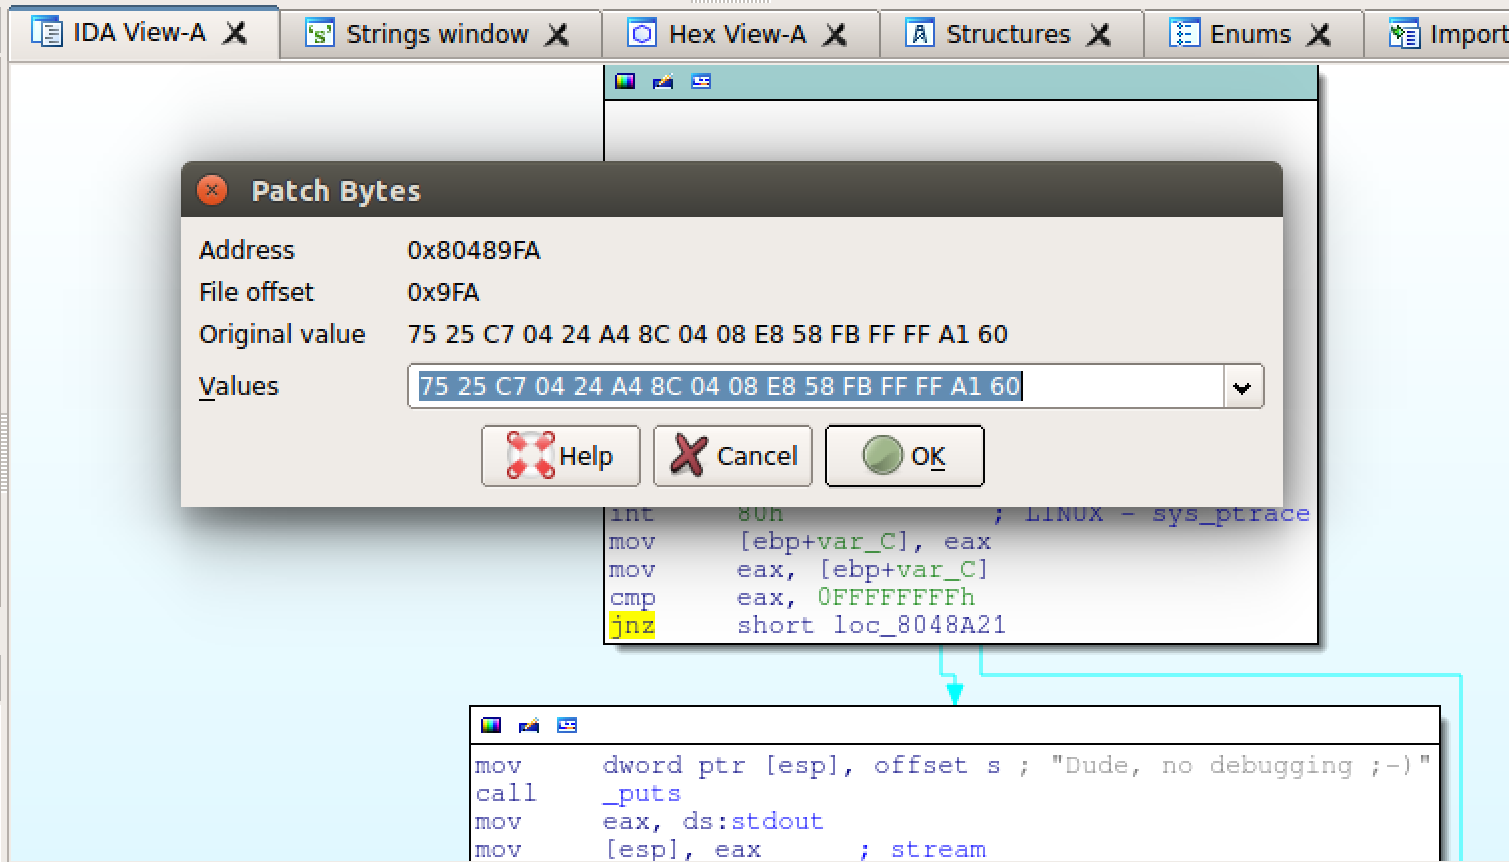 IDA View-A Strings window Hex View-A Structures Enums Import
Patch Bytes
Address 0x80489FA
File offset 0x9FA
Original value 75 25 C7 04 24 A4 8C 04 08 E8 58 FB FF FF A1 60
Values 75 25 C7 04 24 A4 8C 04 08 E8 58 FB FF FF A1 60
Help Cancel OK
int 80h ; LINUX - sys_ptrace
mov [ebp+var_C], eax
mov eax, [ebp+var_C]
cmp eax, 0FFFFFFFFh
jnz short loc_8048A21
mov dword ptr [esp], offset s ; "Dude, no debugging ;-)"
call _puts
mov eax, ds:stdout
mov [esp], eax ; stream